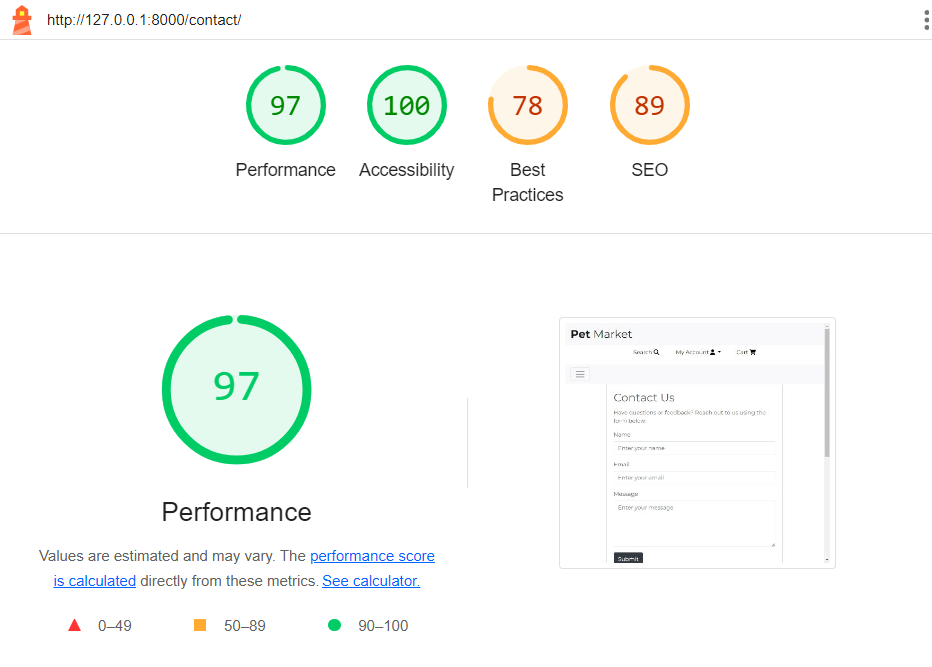 http://127.0.0.1:8000/contact/
97
100
78
89
Performance
Accessibility
Best
Practices
SEO
97
Performance
Values are estimated and may vary. The performance score
is calculated directly from these metrics. See calculator.
0–49
50–89
90–100
Pet Market
Search
My Account
Cart
Contact Us
Have questions or feedback? Reach out to us using the
form below.
Name
Enter your name
Email
Enter your email
Message
Enter your message
Submit